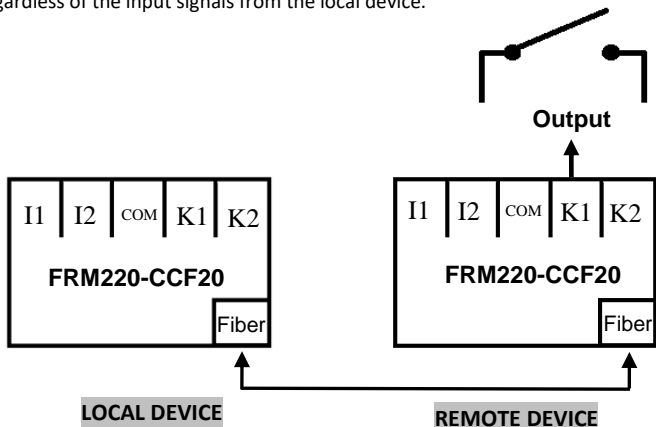 regardless of the input signals from the local device.
Output
I1 I2 COM K1 K2
FRM220-CCF20
Fiber
LOCAL DEVICE
I1 I2 COM K1 K2
FRM220-CCF20
Fiber
REMOTE DEVICE